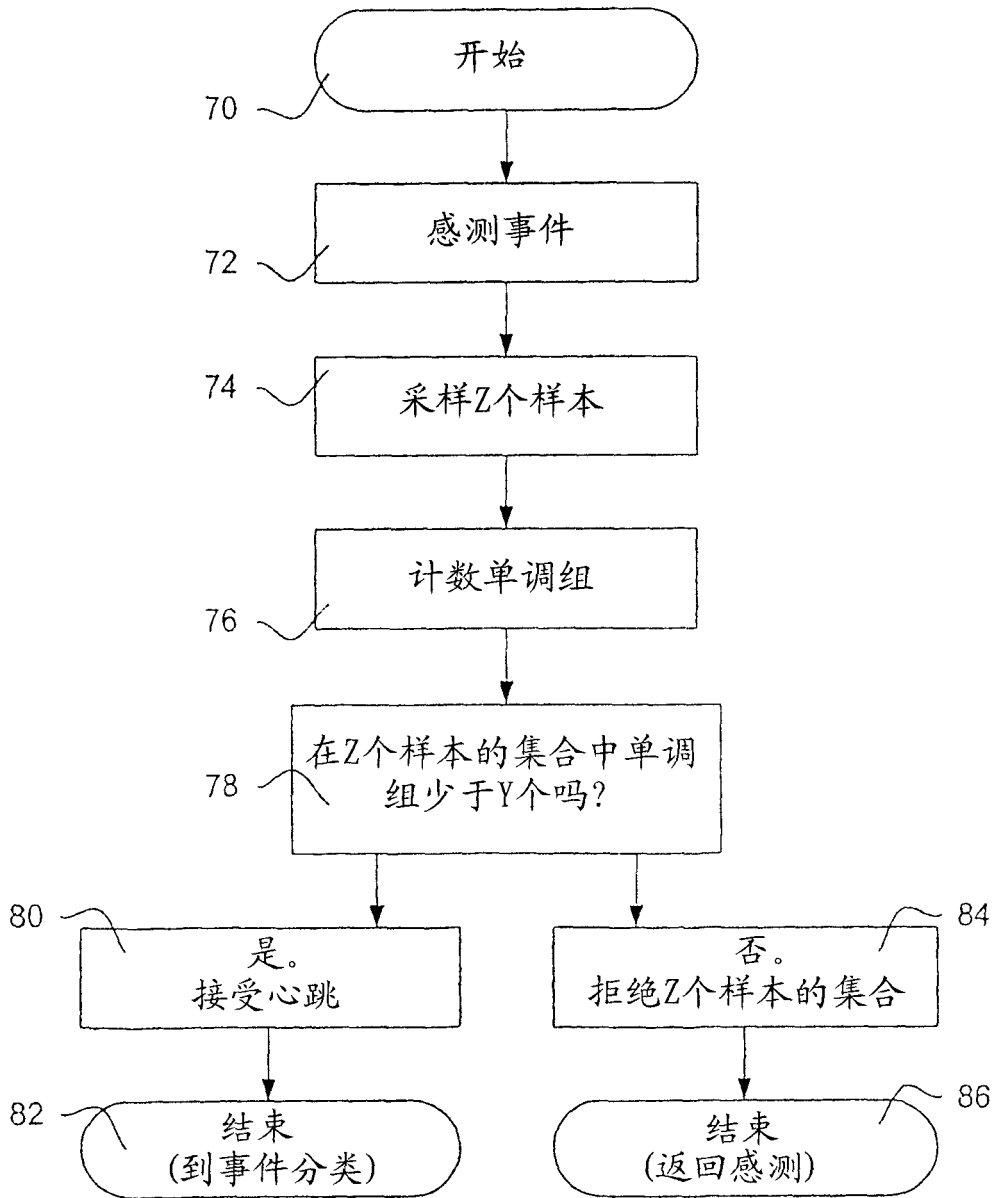 开始
70
感测事件
72
74
采样Z个样本
计数单调组
76
在Z个样本的集合中单调
组少于Y个吗?
78
80
是。
接受心跳
84
否。
拒绝Z个样本的集合
82
结束
(到事件分类)
86
结束
(返回感测)